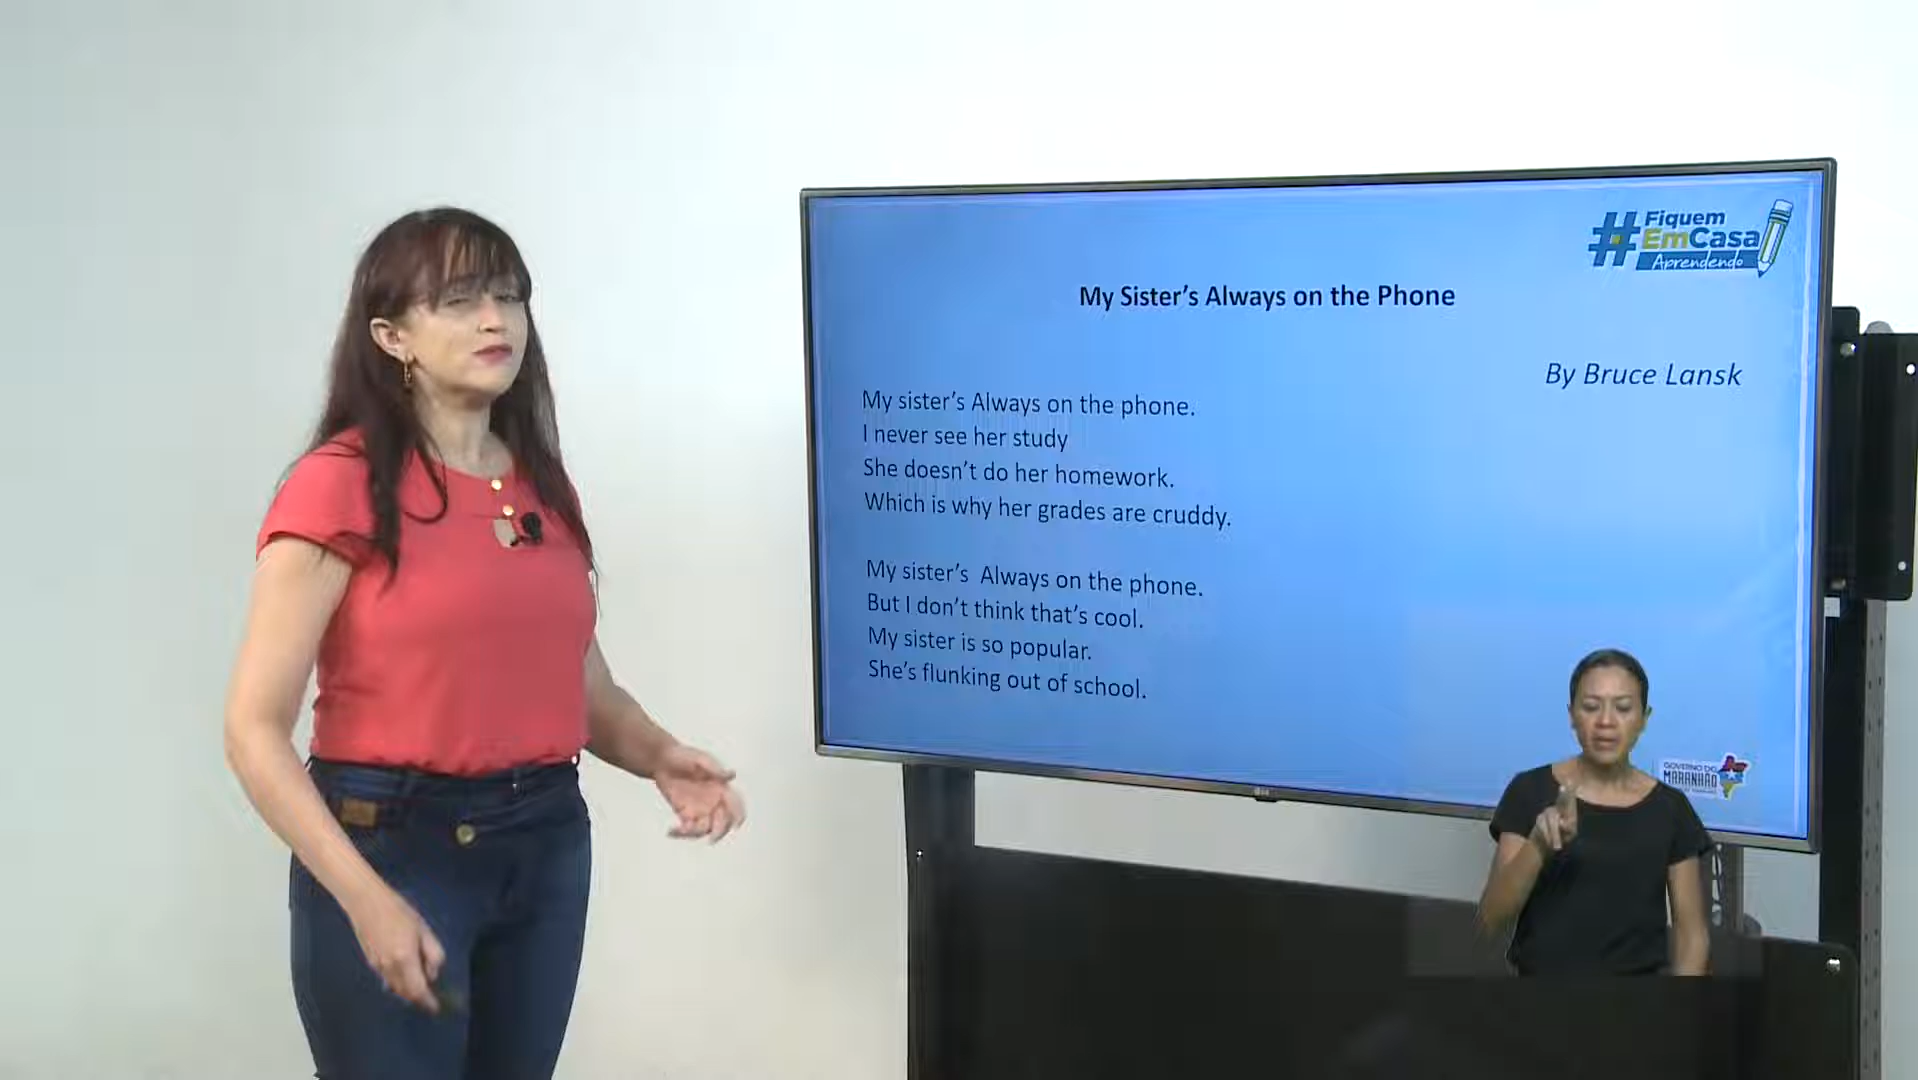 #Fiquem
EmCasa
Aprendendo
My Sister's Always on the Phone
By Bruce Lansk
My sister's Always on the phone.
I never see her study
She doesn't do her homework.
Which is why her grades are cruddy.
My sister's  Always on the phone.
But I don't think that's cool.
My sister is so popular.
She's flunking out of school.
GOVERNO DO
MARANHÃO
LG